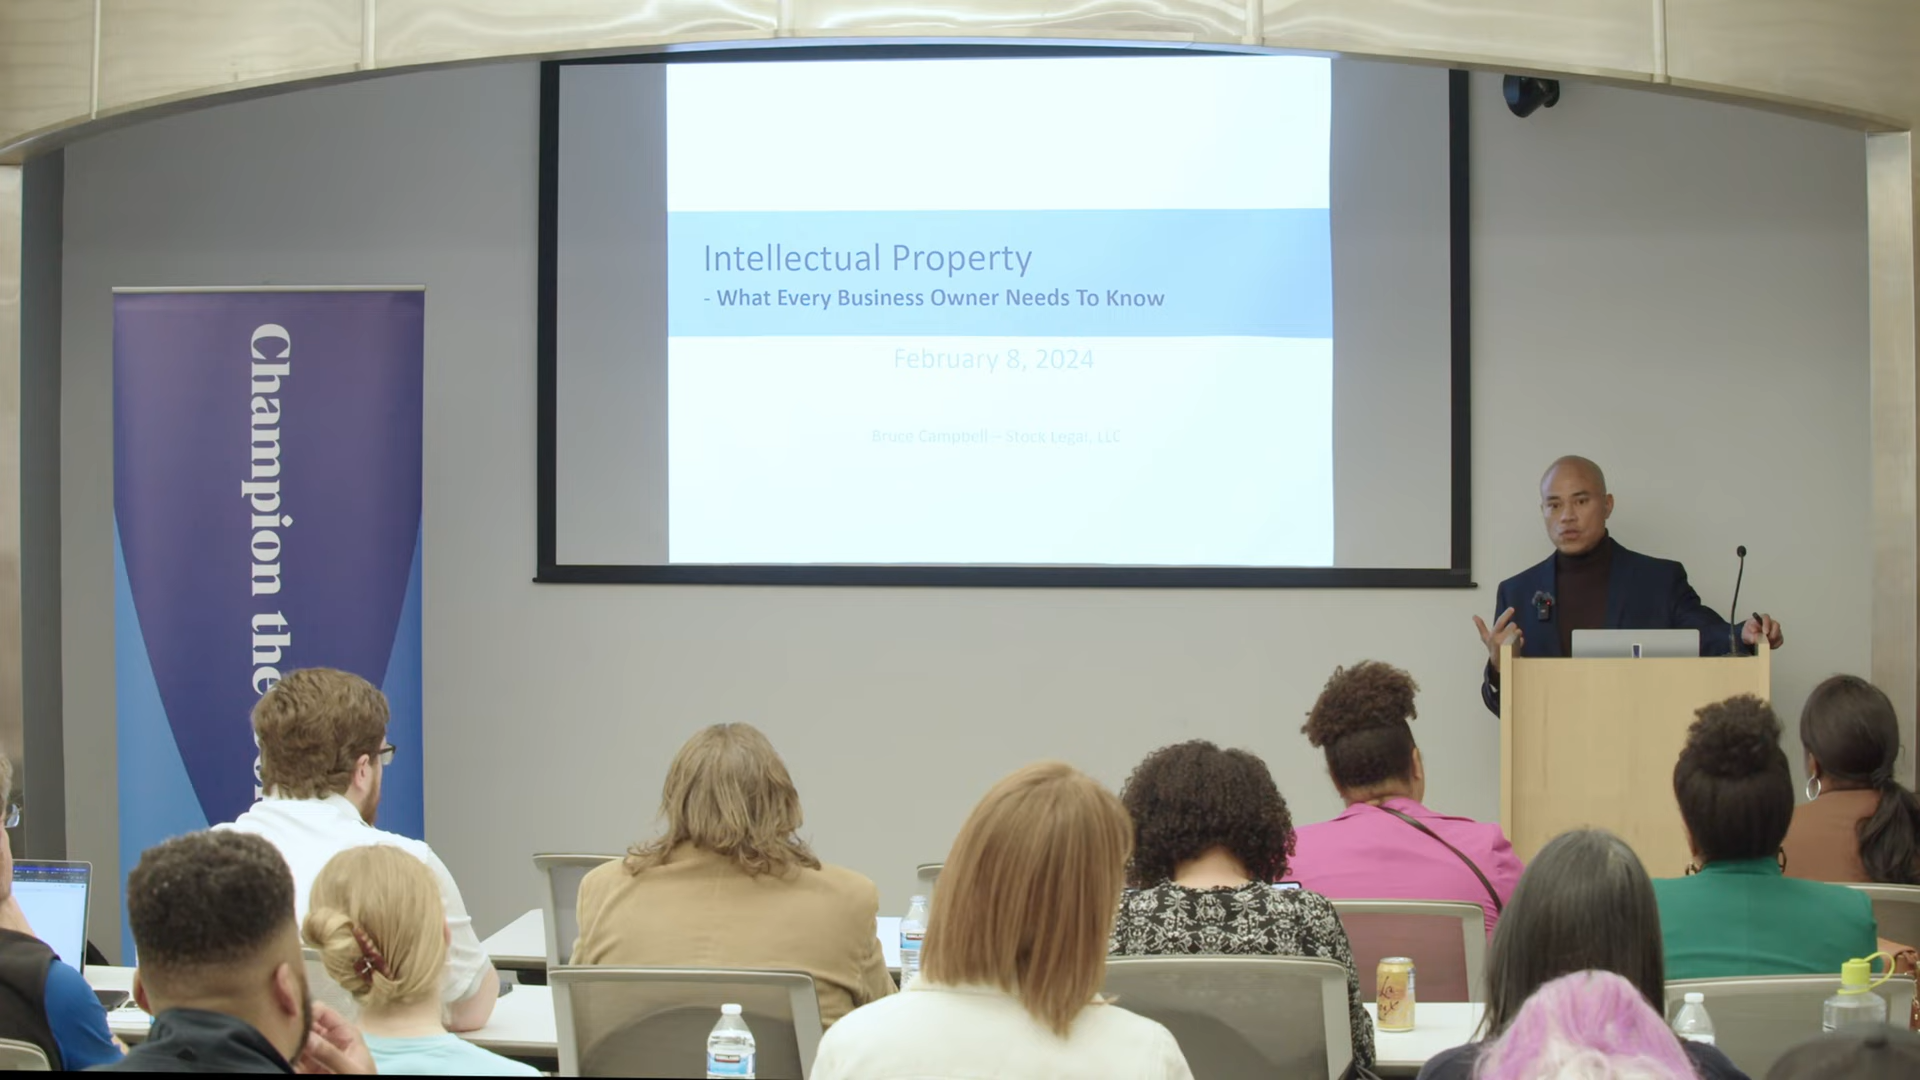 Intellectual Property
- What Every Business Owner Needs To Know
February 8, 2024
Bruce Campbell – Stock Legal, LLC
Champion the